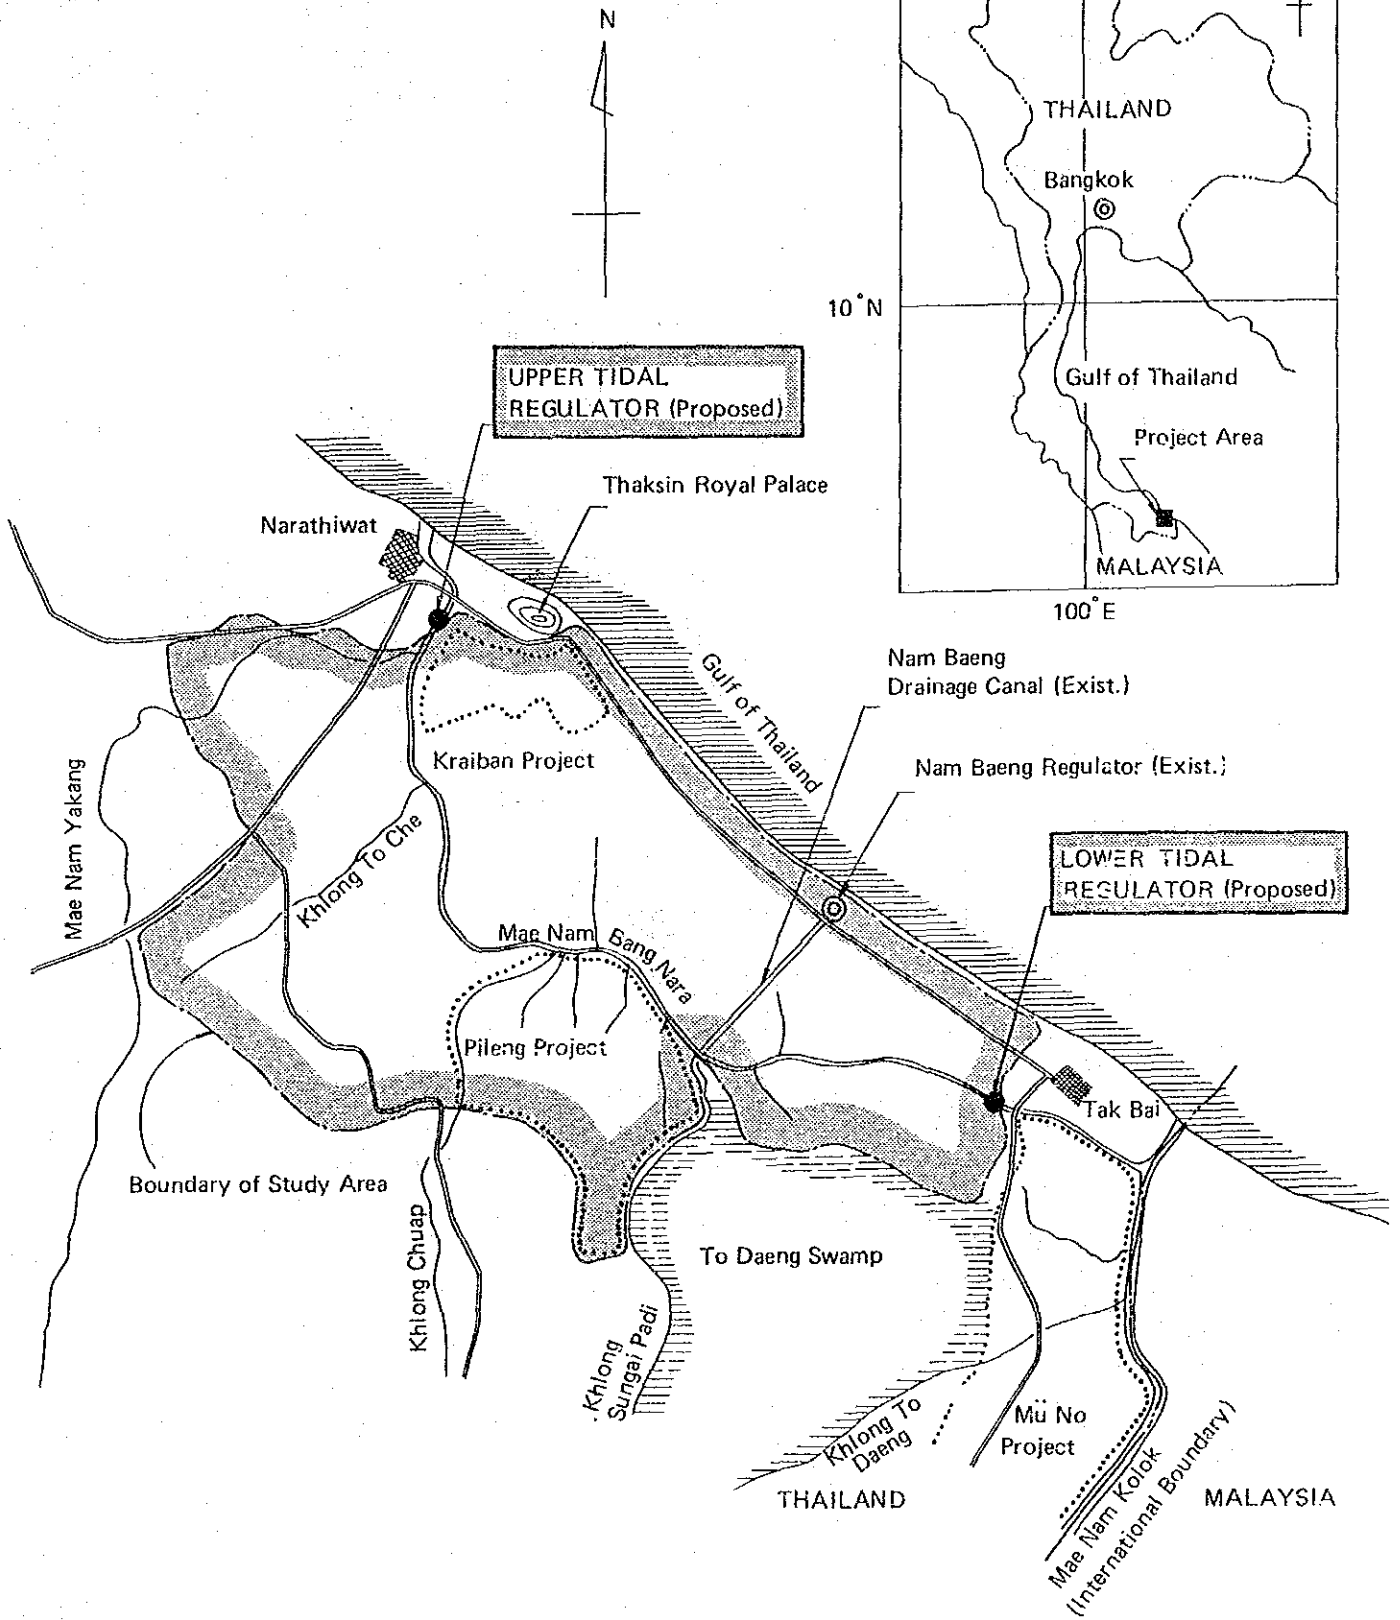 N
THAILAND
Bangkok
10°N
Gulf of Thailand
Project Area
MALAYSIA
100°E
UPPER TIDAL
REGULATOR (Proposed)
Thaksin Royal Palace
Narathiwat
Gulf of Thailand
Nam Baeng
Drainage Canal (Exist.)
Nam Baeng Regulator (Exist.)
Kraiban Project
Mae Nam Yakang
Khlong To Che
LOWER TIDAL
REGULATOR (Proposed)
Mae Nam Bang Nara
Pileng Project
Tak Bai
Boundary of Study Area
Khlong Chuap
To Daeng Swamp
Khlong
Sungai Padi
Khlong To
Daeng
Mü No
Project
THAILAND
Mae Nam Kolok
(International Boundary)
MALAYSIA